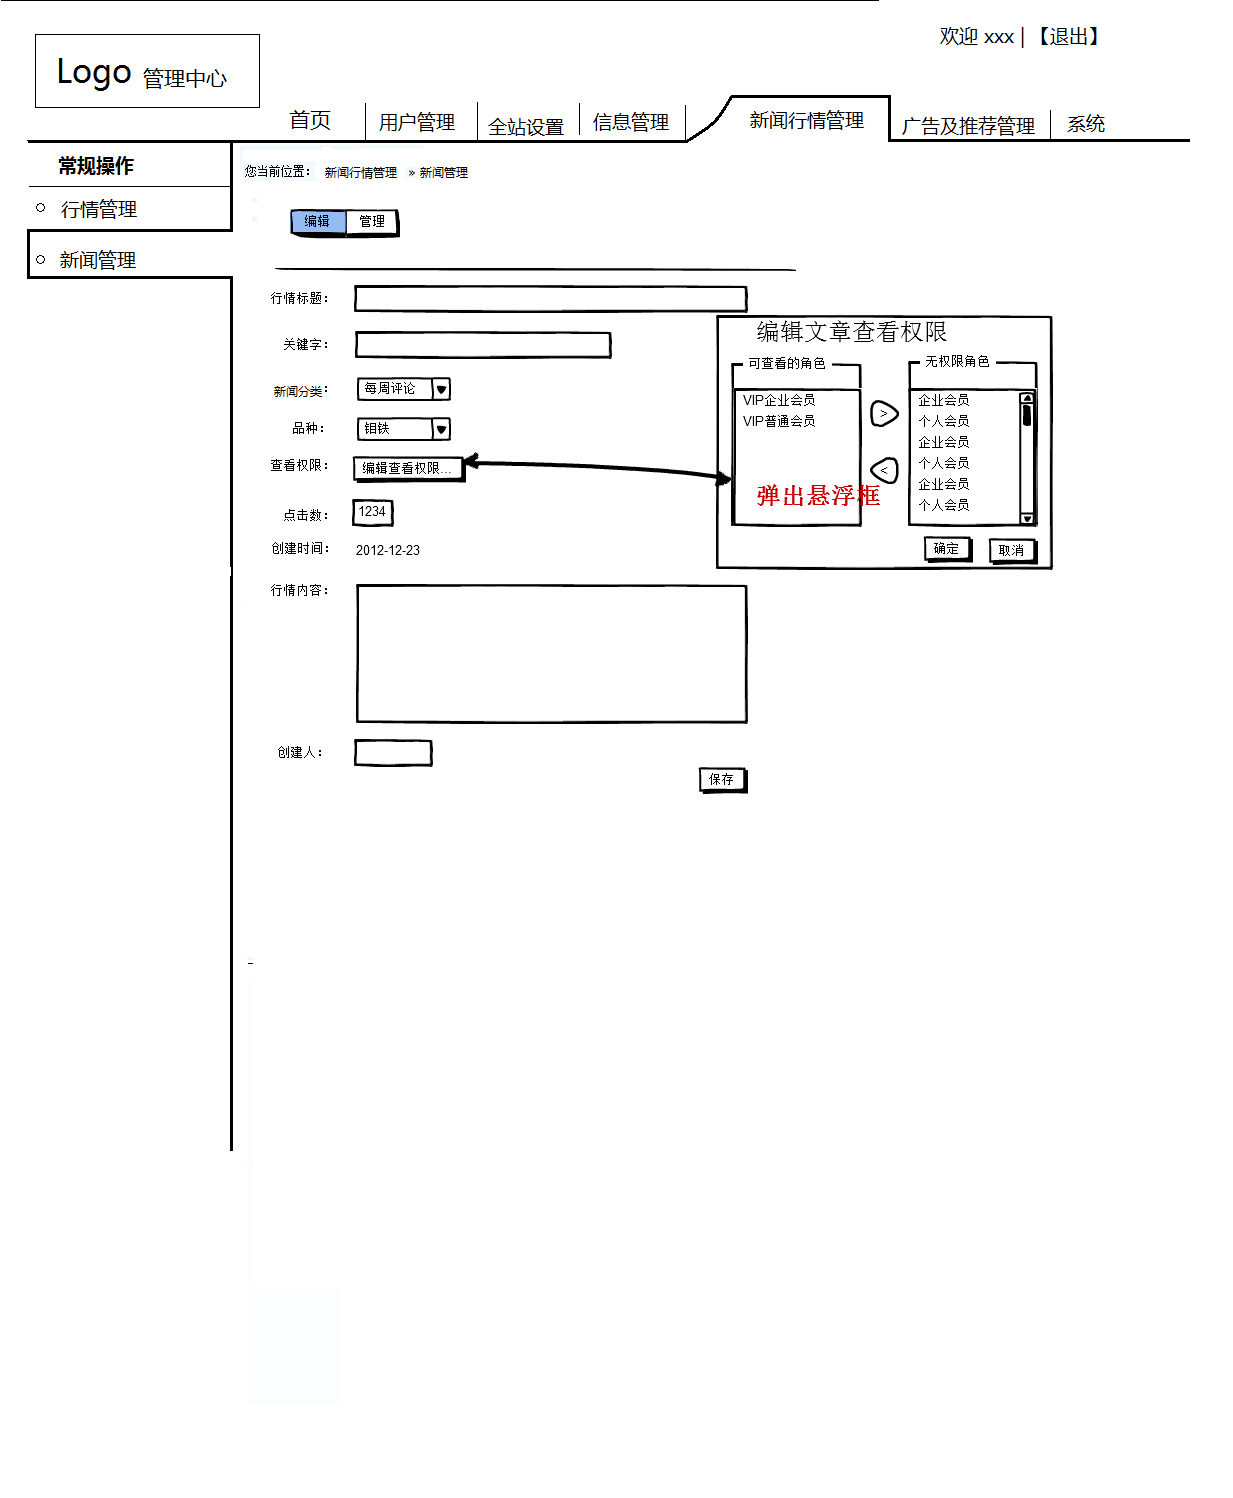 欢迎 xxx | 【退出】
Logo 管理中心
首页 用户管理 全站设置 信息管理 新闻行情管理 广告及推荐管理 系统
常规操作
行情管理
新闻管理
您当前位置： 新闻行情管理 » 新闻管理
编辑 管理
行情标题：
关键字：
新闻分类： 每周评论
品种： 钼铁
查看权限： 编辑查看权限...
点击数： 1234
创建时间： 2012-12-23
行情内容：
创建人：
保存
编辑文章查看权限
可查看的角色
VIP企业会员
VIP普通会员
>
<
弹出悬浮框
无权限角色
企业会员
个人会员
企业会员
个人会员
企业会员
个人会员
确定 取消